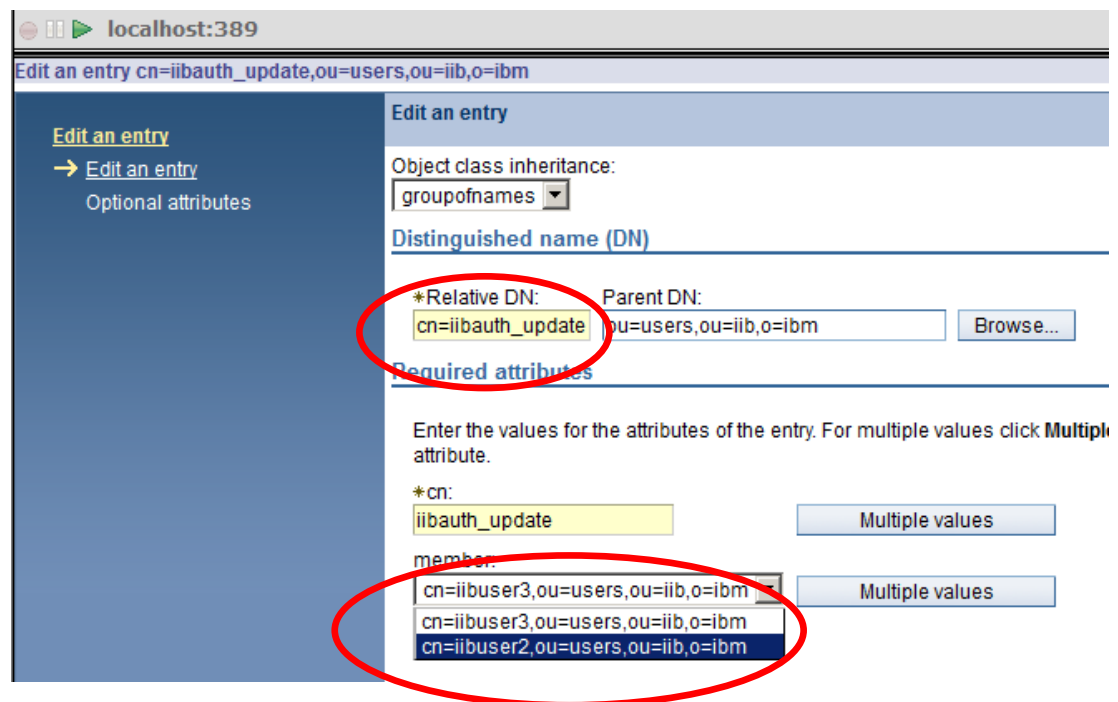 localhost:389
Edit an entry cn=iibauth_update,ou=users,ou=iib,o=ibm
Edit an entry
Edit an entry
Optional attributes
Edit an entry
Object class inheritance:
groupofnames
Distinguished name (DN)
*Relative DN: Parent DN:
cn=iibauth_update ou=users,ou=iib,o=ibm Browse...
Required attributes
Enter the values for the attributes of the entry. For multiple values click Multiple
attribute.
*cn:
iibauth_update Multiple values
member:
cn=iibuser3,ou=users,ou=iib,o=ibm Multiple values
cn=iibuser3,ou=users,ou=iib,o=ibm
cn=iibuser2,ou=users,ou=iib,o=ibm